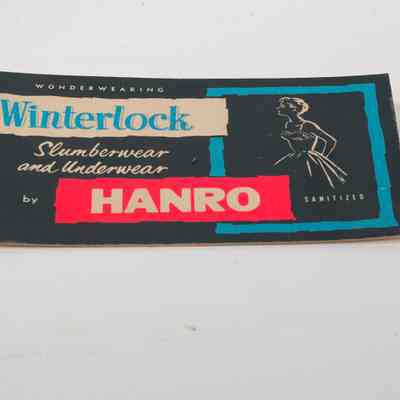 WONDERWEARING
Winterlock
Slumberwear
and Underwear
by HANRO
SANITIZED